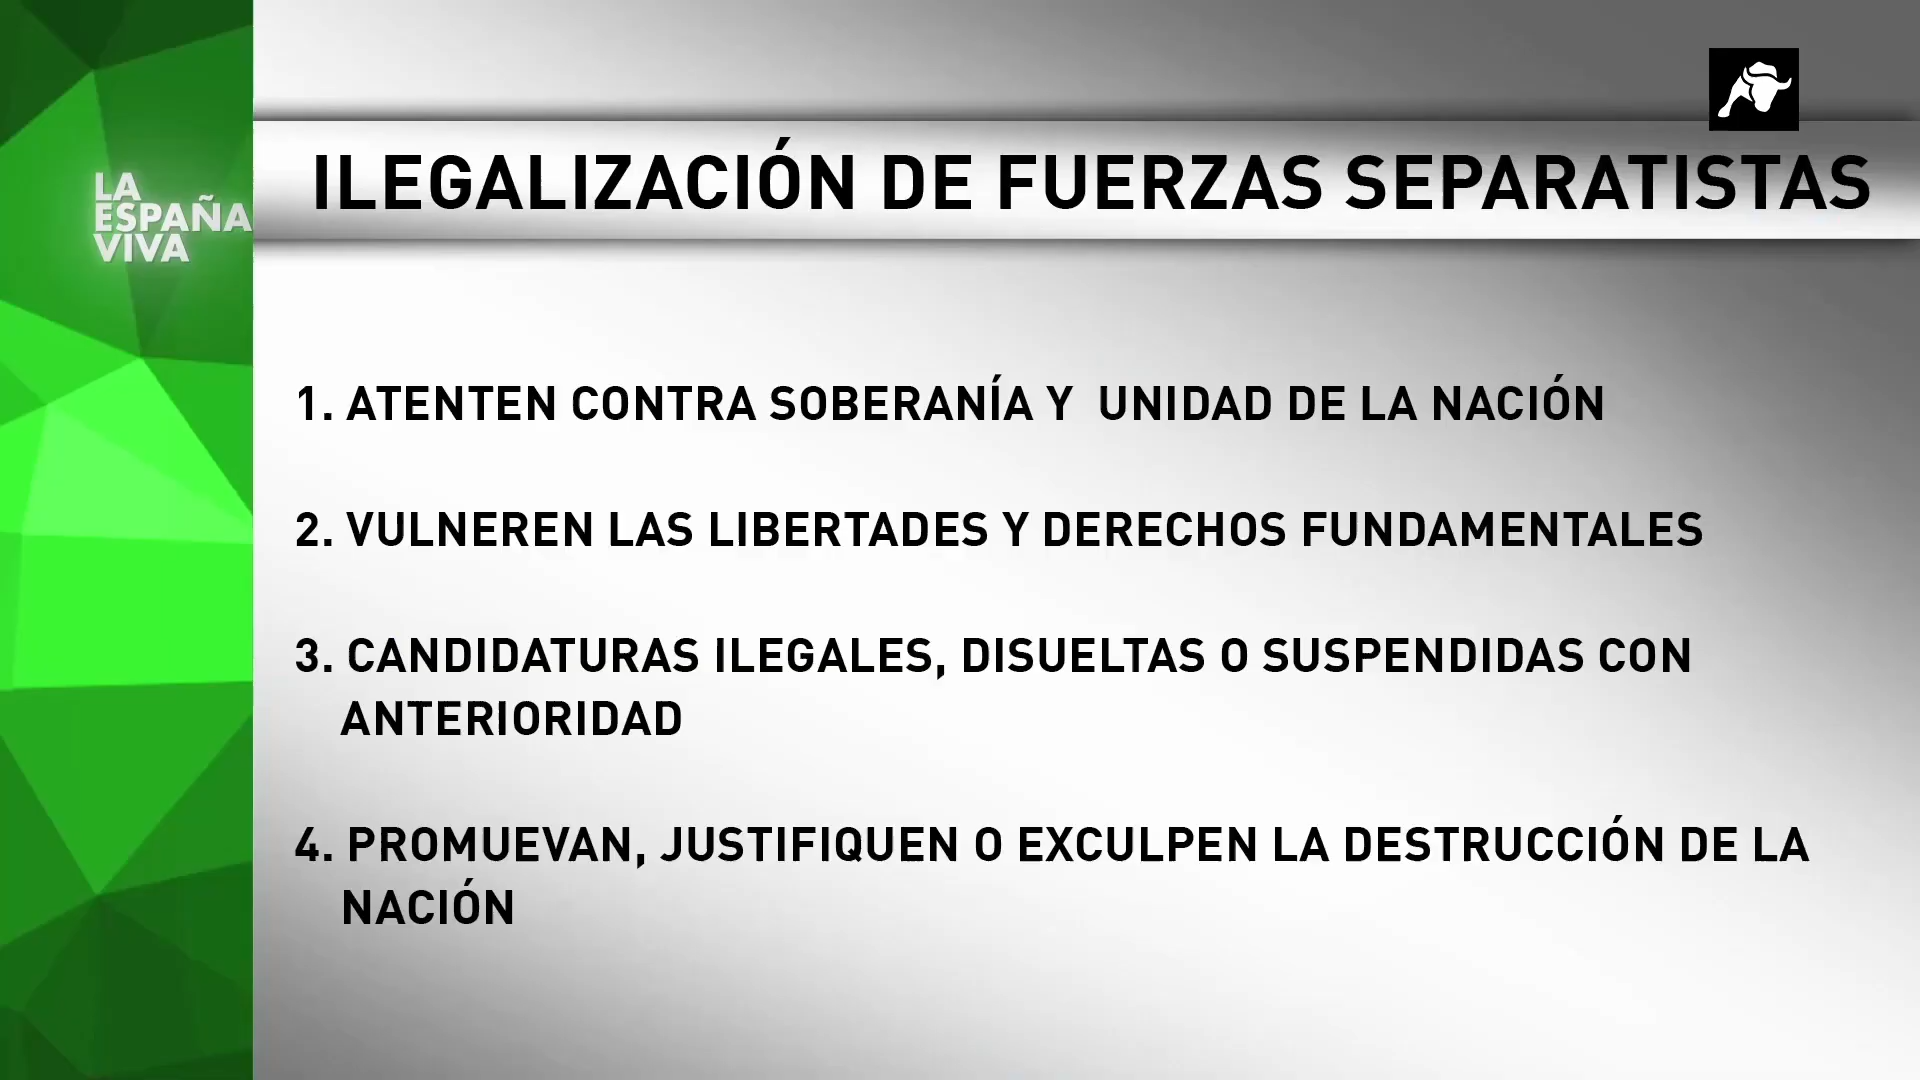 LA
ESPAÑA
VIVA
ILEGALIZACIÓN DE FUERZAS SEPARATISTAS
1. ATENTEN CONTRA SOBERANÍA Y UNIDAD DE LA NACIÓN
2. VULNEREN LAS LIBERTADES Y DERECHOS FUNDAMENTALES
3. CANDIDATURAS ILEGALES, DISUELTAS O SUSPENDIDAS CON
ANTERIORIDAD
4. PROMUEVAN, JUSTIFIQUEN O EXCULPEN LA DESTRUCCIÓN DE LA
NACIÓN